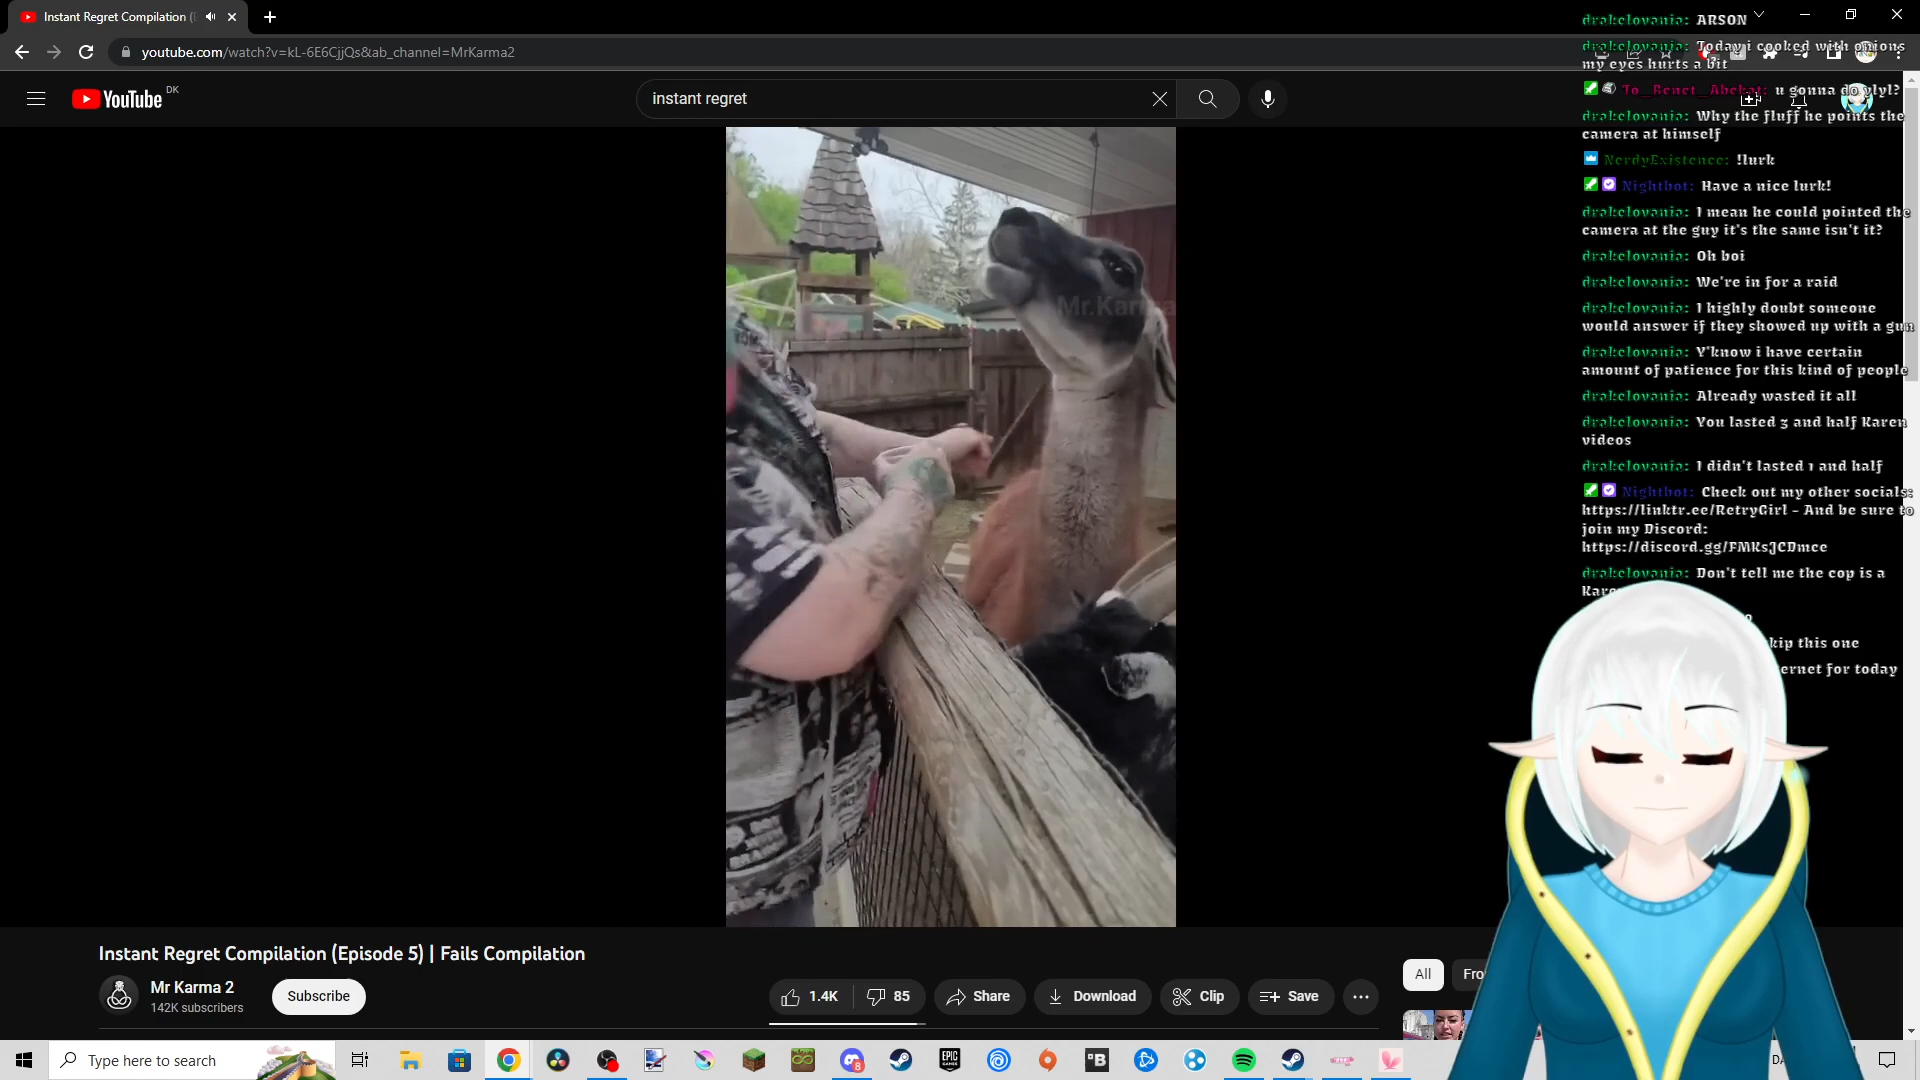 Instant Regret Compilation (
youtube.com/watch?v=kL-6E6CjjQs&ab_channel=MrKarma2
YouTube DK
instant regret
Mr.Karma
drakelovania: ARSON
drakelovania: Today i cooked with onions
my eyes hurts a bit
u gonna do ylyl?
drakelovania: Why the fluff he points the
camera at himself
NerdyExistence: !lurk
Nightbot: Have a nice lurk!
drakelovania: I mean he could pointed the
camera at the guy it's the same isn't it?
drakelovania: Oh boi
drakelovania: We're in for a raid
drakelovania: I highly doubt someone
would answer if they showed up with a gun
drakelovania: Y'know i have certain
amount of patience for this kind of people
drakelovania: Already wasted it all
drakelovania: You lasted 3 and half Karen
videos
drakelovania: I didn't lasted 1 and half
Nightbot: Check out my other socials:
https://linktr.ee/RetryGirl - And be sure to
join my Discord:
https://discord.gg/FMKsJCDmce
drakelovania: Don't tell me the cop is a
kip this one
ernet for today
Instant Regret Compilation (Episode 5) | Fails Compilation
Mr Karma 2
142K subscribers
Subscribe
1.4K
85
Share
Download
Clip
Save
All
Fro
Type here to search
EPIC GAMES
8
B
DA